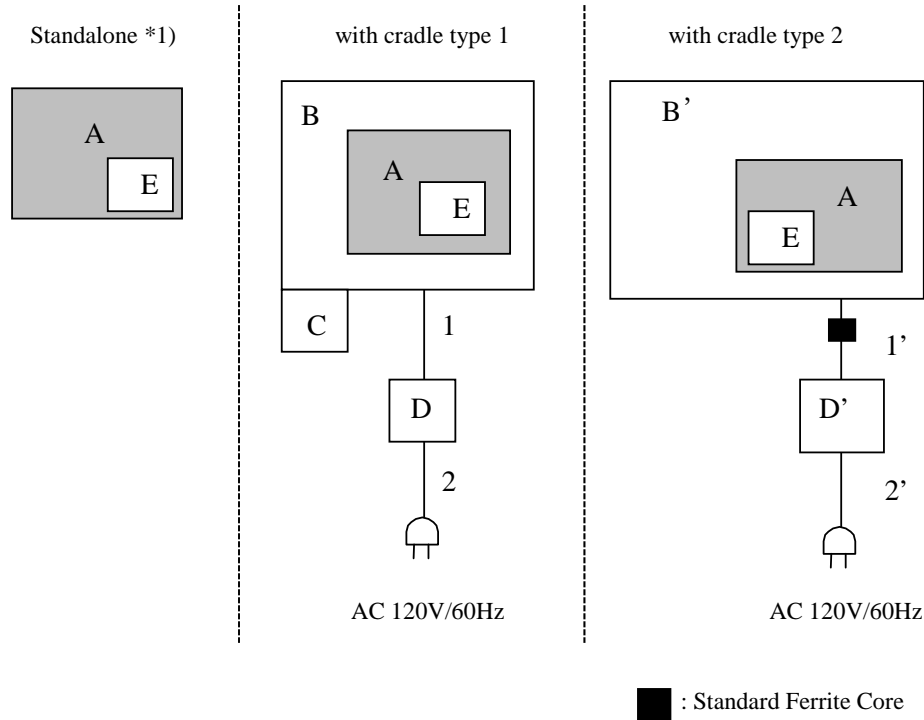 Standalone *1)
A
E
with cradle type 1
B
A
E
C
1
D
2
AC 120V/60Hz
with cradle type 2
B’
A
E
1’
D’
2’
AC 120V/60Hz
: Standard Ferrite Core